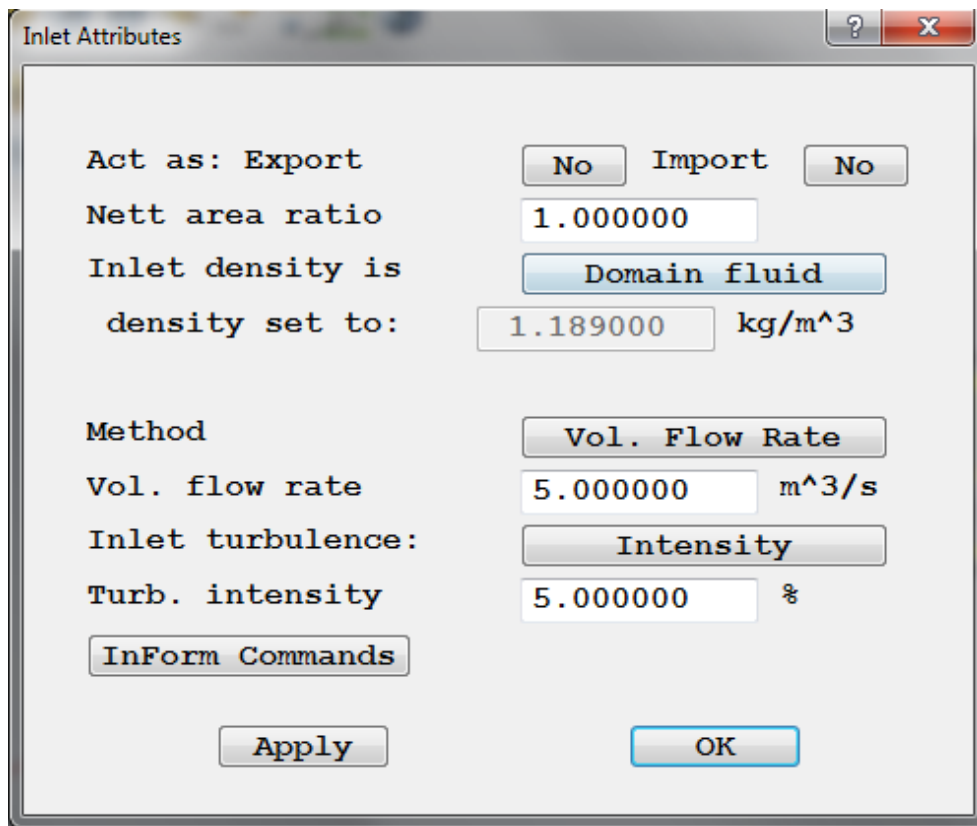 Inlet Attributes ? X
Act as: Export No Import No
Nett area ratio 1.000000
Inlet density is Domain fluid
density set to: 1.189000 kg/m^3
Method Vol. Flow Rate
Vol. flow rate 5.000000 m^3/s
Inlet turbulence: Intensity
Turb. intensity 5.000000 %
InForm Commands
Apply OK